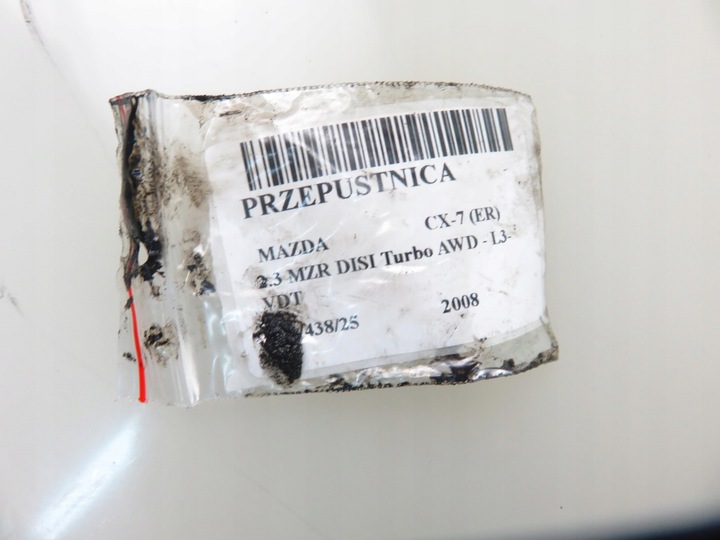 PRZEPUSTNICA
MAZDA CX-7 (ER)
2.3 MZR DISI Turbo AWD - L3-
VDT
/438/25 2008